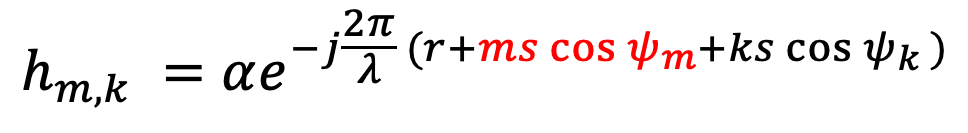 h_{m,k} = αe^{-j\frac{2π}{λ}(r+ms cos ψ_m+ks cos ψ_k)}